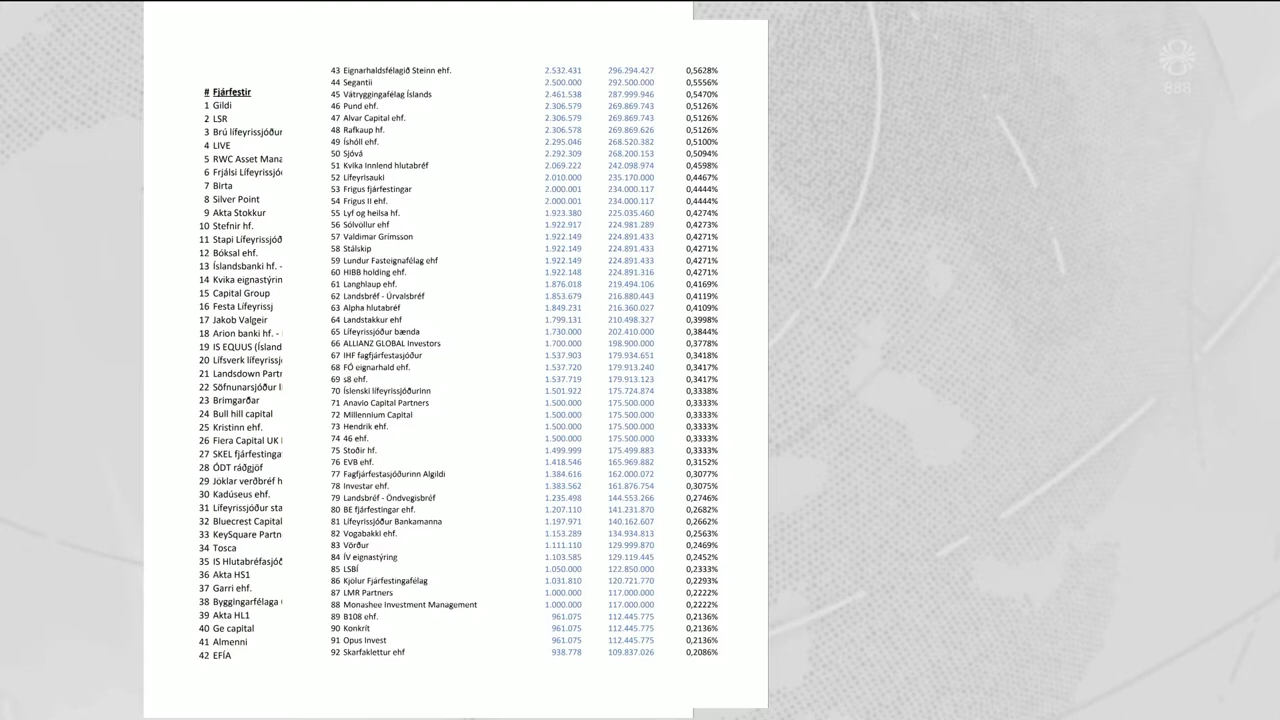 # Fjárfestir
1 Gildi
2 LSR
3 Brú lífeyrissjóður
4 LIVE
5 RWC Asset Mana
6 Frjálsi Lífeyrissjó
7 Birta
8 Silver Point
9 Akta Stokkur
10 Stefnir hf.
11 Stapi Lífeyrissjóð
12 Bóksal ehf.
13 Íslandsbanki hf. -
14 Kvika eignastýrin
15 Capital Group
16 Festa Lífeyrissj
17 Jakob Valgeir
18 Arion banki hf. -
19 IS EQUUS (Ísland
20 Lífsverk lífeyrissj
21 Landsdown Partr
22 Söfnunarsjóður l
23 Brimgarðar
24 Bull hill capital
25 Kristinn ehf.
26 Fiera Capital UK
27 SKEL fjárfestinga
28 ÓDT ráðgjöf
29 Jöklar verðbréf h
30 Kadúseus ehf.
31 Lífeyrissjóður sta
32 Bluecrest Capital
33 KeySquare Partn
34 Tosca
35 IS Hlutabréfasjóð
36 Akta HS1
37 Garri ehf.
38 Byggingarfélaga
39 Akta HL1
40 Ge capital
41 Almenni
42 EFÍA
43 Eignarhaldsfélagið Steinn ehf. 2.532.431 296.294.427 0,5628%
44 Segantii 2.500.000 292.500.000 0,5556%
45 Vátryggingafélag Íslands 2.461.538 287.999.946 0,5470%
46 Pund ehf. 2.306.579 269.869.743 0,5126%
47 Alvar Capital ehf. 2.306.579 269.869.743 0,5126%
48 Rafkaup hf. 2.306.578 269.869.626 0,5126%
49 Íshóll ehf. 2.295.046 268.520.382 0,5100%
50 Sjóvá 2.292.309 268.200.153 0,5094%
51 Kvika Innlend hlutabréf 2.069.222 242.098.974 0,4598%
52 Lífeyrisauki 2.010.000 235.170.000 0,4467%
53 Frigus fjárfestingar 2.000.001 234.000.117 0,4444%
54 Frigus II ehf. 2.000.001 234.000.117 0,4444%
55 Lyf og heilsa hf. 1.923.380 225.035.460 0,4274%
56 Sólvöllur ehf 1.922.917 224.981.289 0,4273%
57 Valdimar Grímsson 1.922.149 224.891.433 0,4271%
58 Stálskip 1.922.149 224.891.433 0,4271%
59 Lundur Fasteignafélag ehf 1.922.149 224.891.433 0,4271%
60 HIBB holding ehf. 1.922.148 224.891.316 0,4271%
61 Langhlaup ehf. 1.876.018 219.494.106 0,4169%
62 Landsbréf - Úrvalsbréf 1.853.679 216.880.443 0,4119%
63 Alpha hlutabréf 1.849.231 216.360.027 0,4109%
64 Landstakkur ehf 1.799.131 210.498.327 0,3998%
65 Lífeyrissjóður bænda 1.730.000 202.410.000 0,3844%
66 ALLIANZ GLOBAL Investors 1.700.000 198.900.000 0,3778%
67 IHF fagfjárfestasjóður 1.537.903 179.934.651 0,3418%
68 FÓ eignarhald ehf. 1.537.720 179.913.240 0,3417%
69 s8 ehf. 1.537.719 179.913.123 0,3417%
70 Íslenski lífeyrissjóðurinn 1.501.922 175.724.874 0,3338%
71 Anavio Capital Partners 1.500.000 175.500.000 0,3333%
72 Millennium Capital 1.500.000 175.500.000 0,3333%
73 Hendrik ehf. 1.500.000 175.500.000 0,3333%
74 46 ehf. 1.500.000 175.500.000 0,3333%
75 Stoðir hf. 1.499.999 175.499.883 0,3333%
76 EVB ehf. 1.418.546 165.969.882 0,3152%
77 Fagfjárfestasjóðurinn Algildi 1.384.616 162.000.072 0,3077%
78 Investar ehf. 1.383.562 161.876.754 0,3075%
79 Landsbréf - Öndvegisbréf 1.235.498 144.553.266 0,2746%
80 BE fjárfestingar ehf. 1.207.110 141.231.870 0,2682%
81 Lífeyrissjóður Bankamanna 1.197.971 140.162.607 0,2662%
82 Vogabakki ehf. 1.153.289 134.934.813 0,2563%
83 Vörður 1.111.110 129.999.870 0,2469%
84 ÍV eignastýring 1.103.585 129.119.445 0,2452%
85 LSBÍ 1.050.000 122.850.000 0,2333%
86 Kjölur Fjárfestingafélag 1.031.810 120.721.770 0,2293%
87 LMR Partners 1.000.000 117.000.000 0,2222%
88 Monashee Investment Management 1.000.000 117.000.000 0,2222%
89 B108 ehf. 961.075 112.445.775 0,2136%
90 Konkrít 961.075 112.445.775 0,2136%
91 Opus Invest 961.075 112.445.775 0,2136%
92 Skarfaklettur ehf 938.778 109.837.026 0,2086%
888